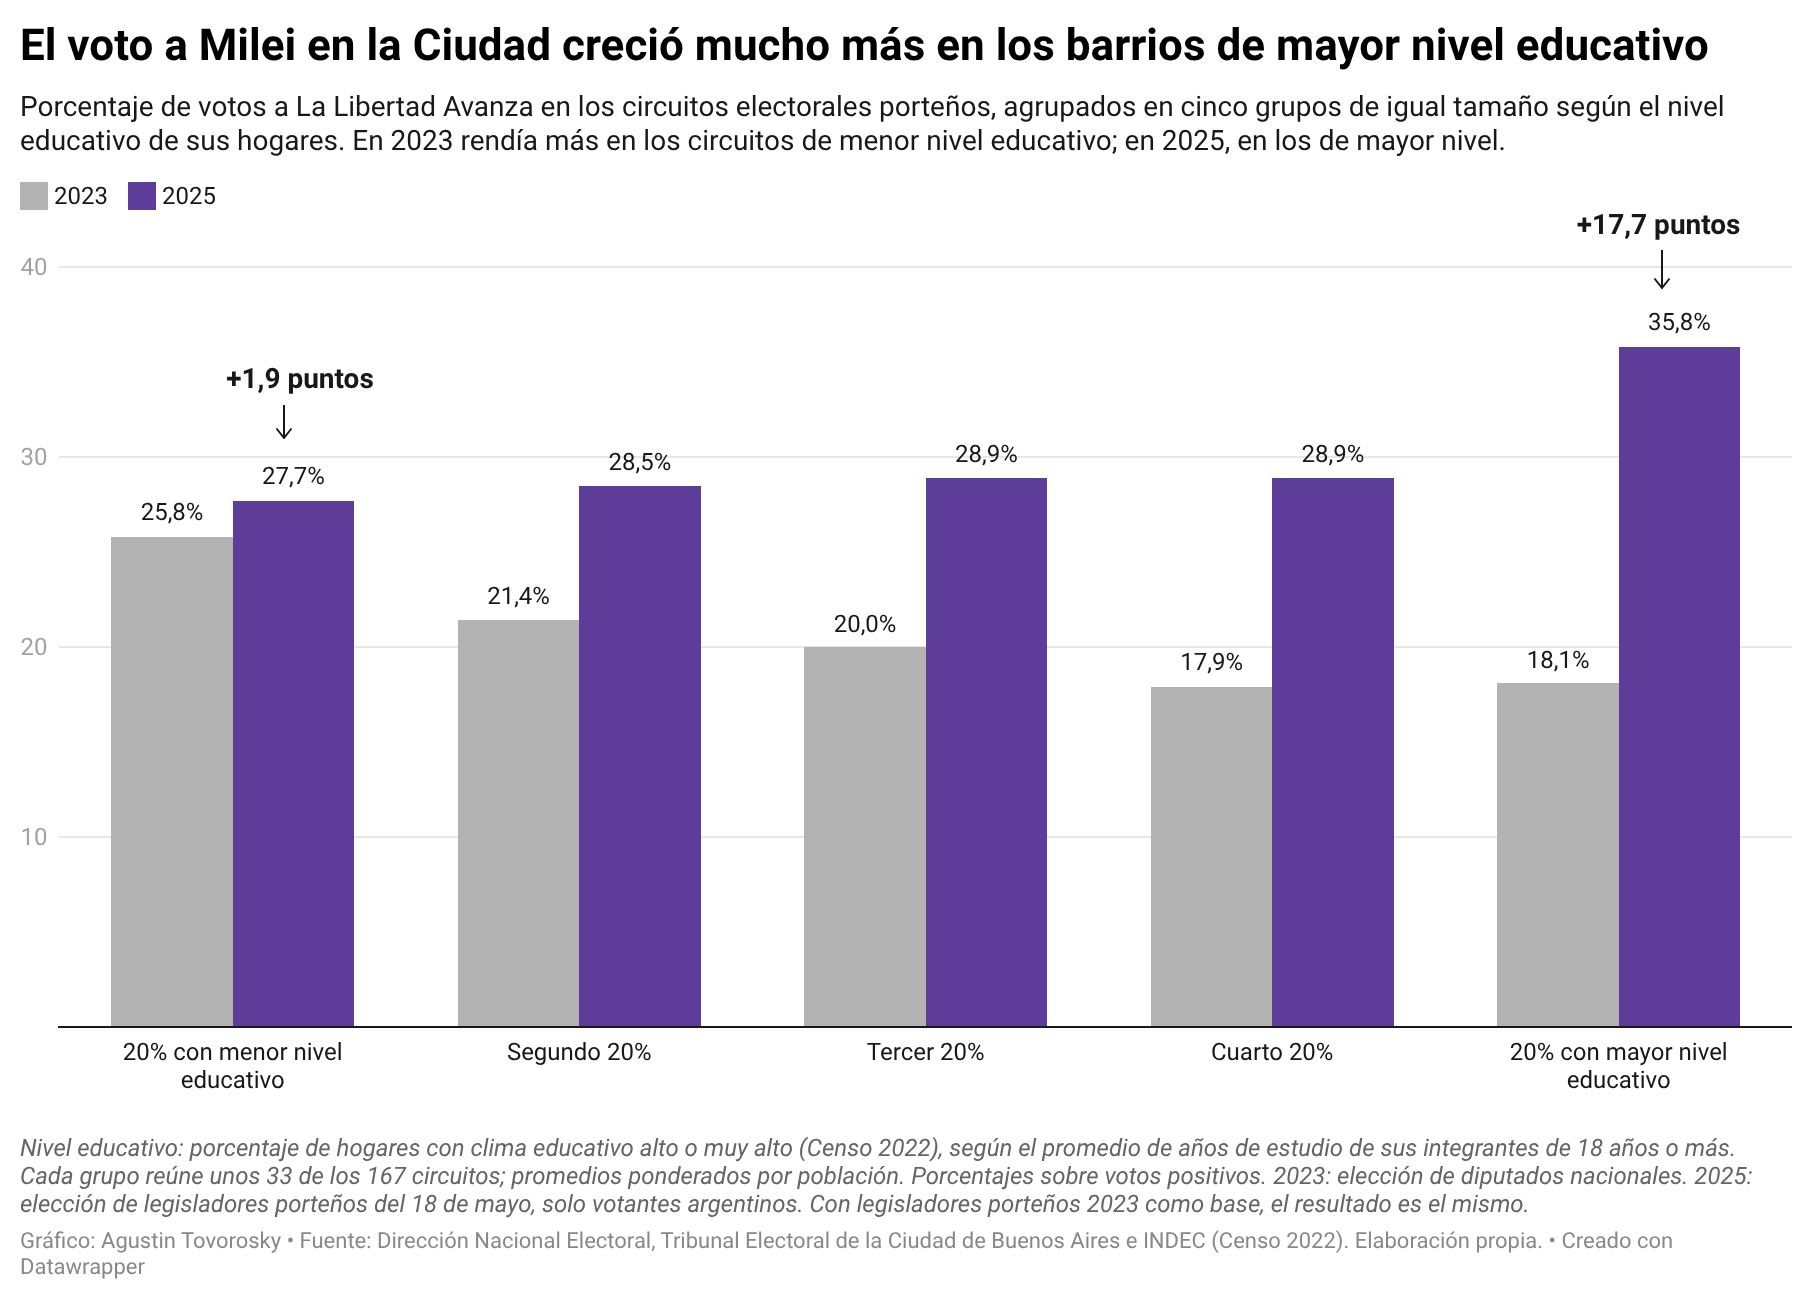 El voto a Milei en la Ciudad creció mucho más en los barrios de mayor nivel educativo
Porcentaje de votos a La Libertad Avanza en los circuitos electorales porteños, agrupados en cinco grupos de igual tamaño según el nivel
educativo de sus hogares. En 2023 rendía más en los circuitos de menor nivel educativo; en 2025, en los de mayor nivel.
2023 2025
+17,7 puntos
40
35,8%
+1,9 puntos
30
27,7%
28,5%
28,9%
28,9%
25,8%
21,4%
20,0%
20
17,9%
18,1%
10
20% con menor nivel
educativo
Segundo 20%
Tercer 20%
Cuarto 20%
20% con mayor nivel
educativo
Nivel educativo: porcentaje de hogares con clima educativo alto o muy alto (Censo 2022), según el promedio de años de estudio de sus integrantes de 18 años o más.
Cada grupo reúne unos 33 de los 167 circuitos; promedios ponderados por población. Porcentajes sobre votos positivos. 2023: elección de diputados nacionales. 2025:
elección de legisladores porteños del 18 de mayo, solo votantes argentinos. Con legisladores porteños 2023 como base, el resultado es el mismo.
Gráfico: Agustin Tovorosky • Fuente: Dirección Nacional Electoral, Tribunal Electoral de la Ciudad de Buenos Aires e INDEC (Censo 2022). Elaboración propia. • Creado con
Datawrapper